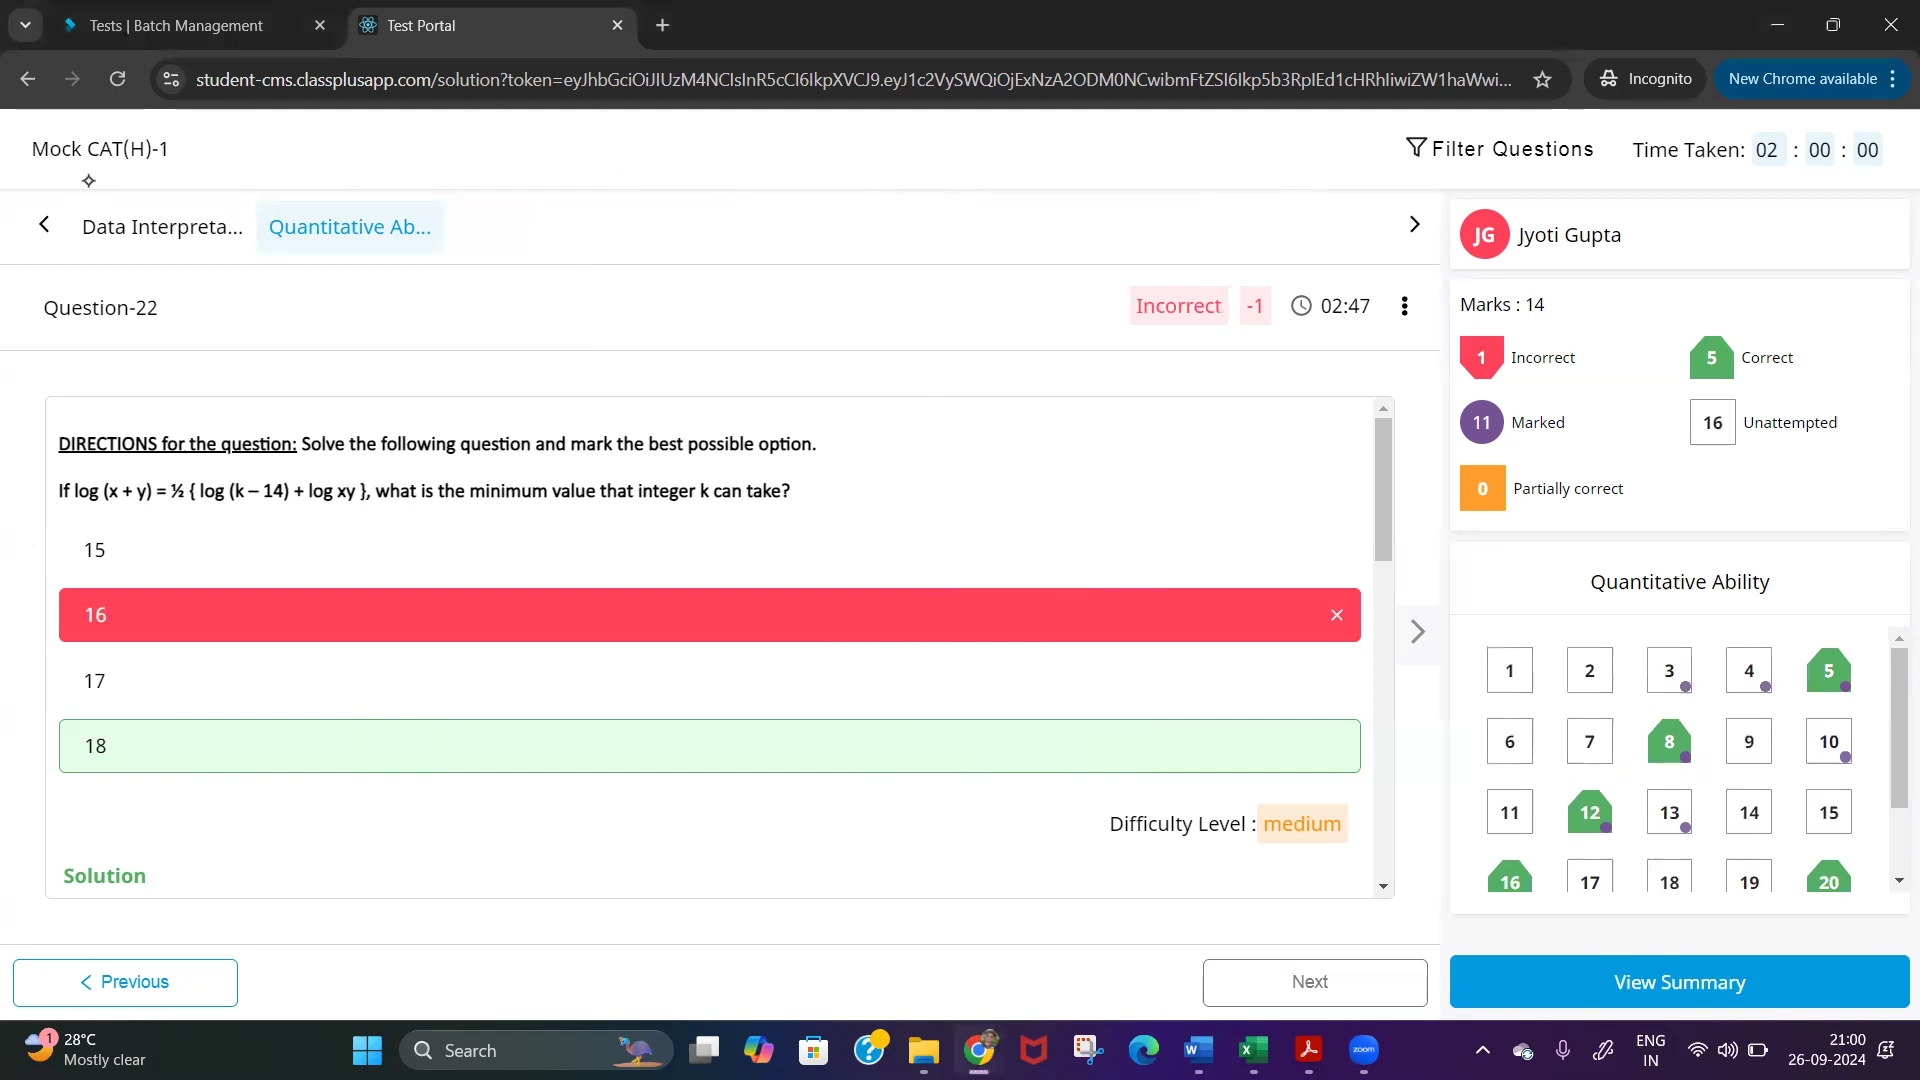 Tests | Batch Management
Test Portal
student-cms.classplusapp.com/solution?token=eyJhbGciOiJIUzM4NCIsInR5cCI6IkpXVCJ9.eyJ1c2VySWQiOjExNzA2ODM0NCwibmFtZSI6Ikp5b3RpIEd1cHRhIiwiZW1haWwi...
Incognito
New Chrome available
Mock CAT(H)-1
Filter Questions
Time Taken: 02 : 00 : 00
Data Interpreta...
Quantitative Ab...
JG
Jyoti Gupta
Question-22
Incorrect
-1
02:47
Marks : 14
1 Incorrect
5 Correct
11 Marked
16 Unattempted
0 Partially correct
DIRECTIONS for the question: Solve the following question and mark the best possible option.
If log (x + y) = ½ { log (k – 14) + log xy }, what is the minimum value that integer k can take?
15
16
17
18
Difficulty Level : medium
Solution
Quantitative Ability
1 2 3 4 5
6 7 8 9 10
11 12 13 14 15
16 17 18 19 20
Previous
Next
View Summary
1
28°C
Mostly clear
Search
zoom
ENG
IN
21:00
26-09-2024